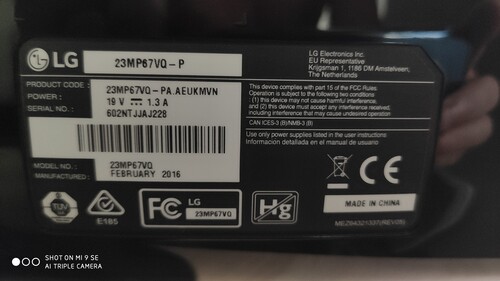 LG
23MP67VQ-P
LG Electronics Inc.
EU Representative
Krijgsman 1, 1186 DM Amstelveen,
The Netherlands
PRODUCT CODE : 23MP67VQ-PA.AEUKMVN
POWER : 19 V 1.3 A
SERIAL NO. : 602NTJJAJ228
This device complies with part 15 of the FCC Rules.
Operation is subject to the following two conditions:
(1) this device may not cause harmful interference,
and (2) this device must accept any interference received,
including interference that may cause undesired operation
CAN ICES-3 (B)/NMB-3 (B)
Use only power supplies listed in the user instructions
Información detallada en el manual de usuario
MODEL NO. : 23MP67VQ
MANUFACTURED : FEBRUARY 2016
TUV
E185
FC
LG
23MP67VQ
Hg
CE
MADE IN CHINA
SHOT ON MI 9 SE
AI TRIPLE CAMERA